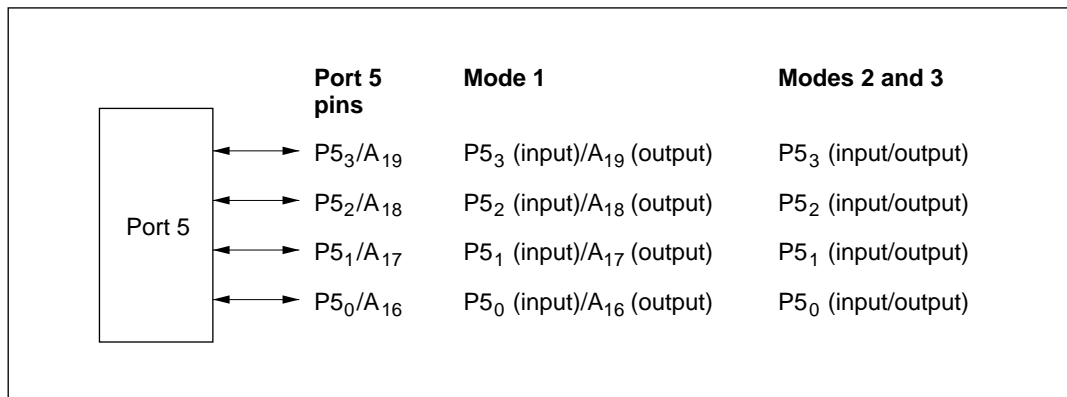 Port 5 pins Mode 1 Modes 2 and 3
P5₃/A₁₉ P5₃ (input)/A₁₉ (output) P5₃ (input/output)
P5₂/A₁₈ P5₂ (input)/A₁₈ (output) P5₂ (input/output)
Port 5
P5₁/A₁₇ P5₁ (input)/A₁₇ (output) P5₁ (input/output)
P5₀/A₁₆ P5₀ (input)/A₁₆ (output) P5₀ (input/output)